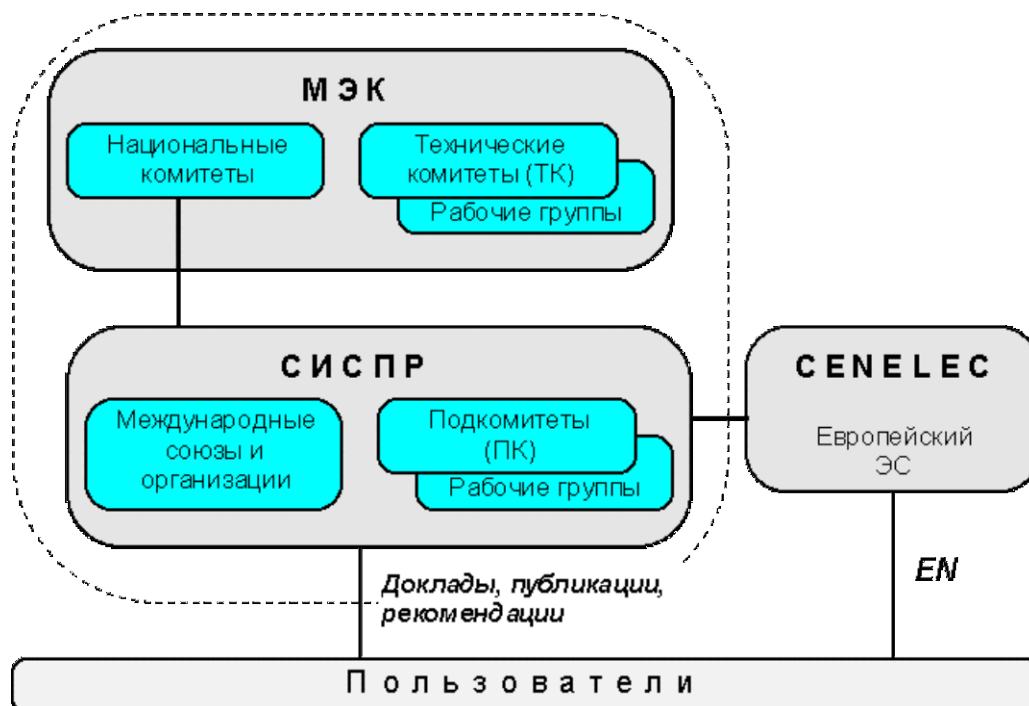 МЭК
Национальные
комитеты
Технические
комитеты (ТК)
Рабочие группы
СИСПР
Международные
союзы и
организации
Подкомитеты
(ПК)
Рабочие группы
CENELEC
Европейский
ЭС
Доклады, публикации,
рекомендации
EN
Пользователи